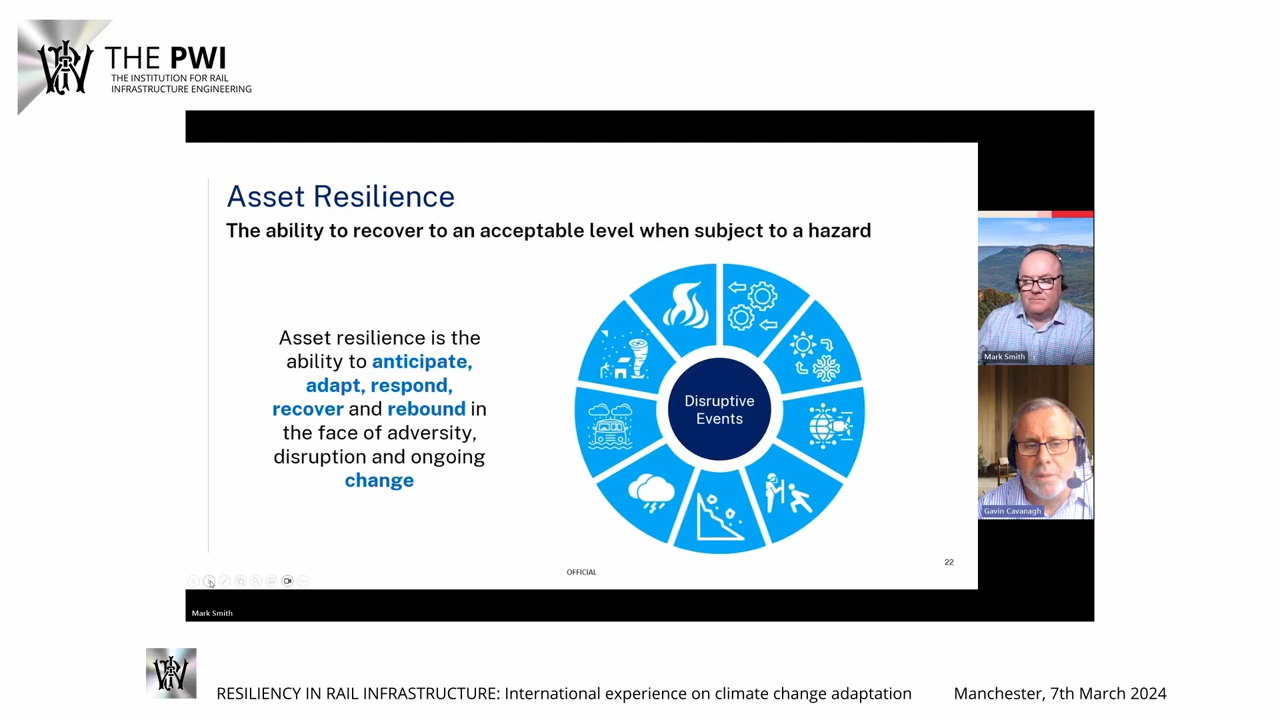 THE PWI
THE INSTITUTION FOR RAIL
INFRASTRUCTURE ENGINEERING
Asset Resilience
The ability to recover to an acceptable level when subject to a hazard
Asset resilience is the
ability to anticipate,
adapt, respond,
recover and rebound in
the face of adversity,
disruption and ongoing
change
Disruptive
Events
Mark Smith
Gavin Cavanagh
22
OFFICIAL
Mark Smith
RESILIENCY IN RAIL INFRASTRUCTURE: International experience on climate change adaptation
Manchester, 7th March 2024